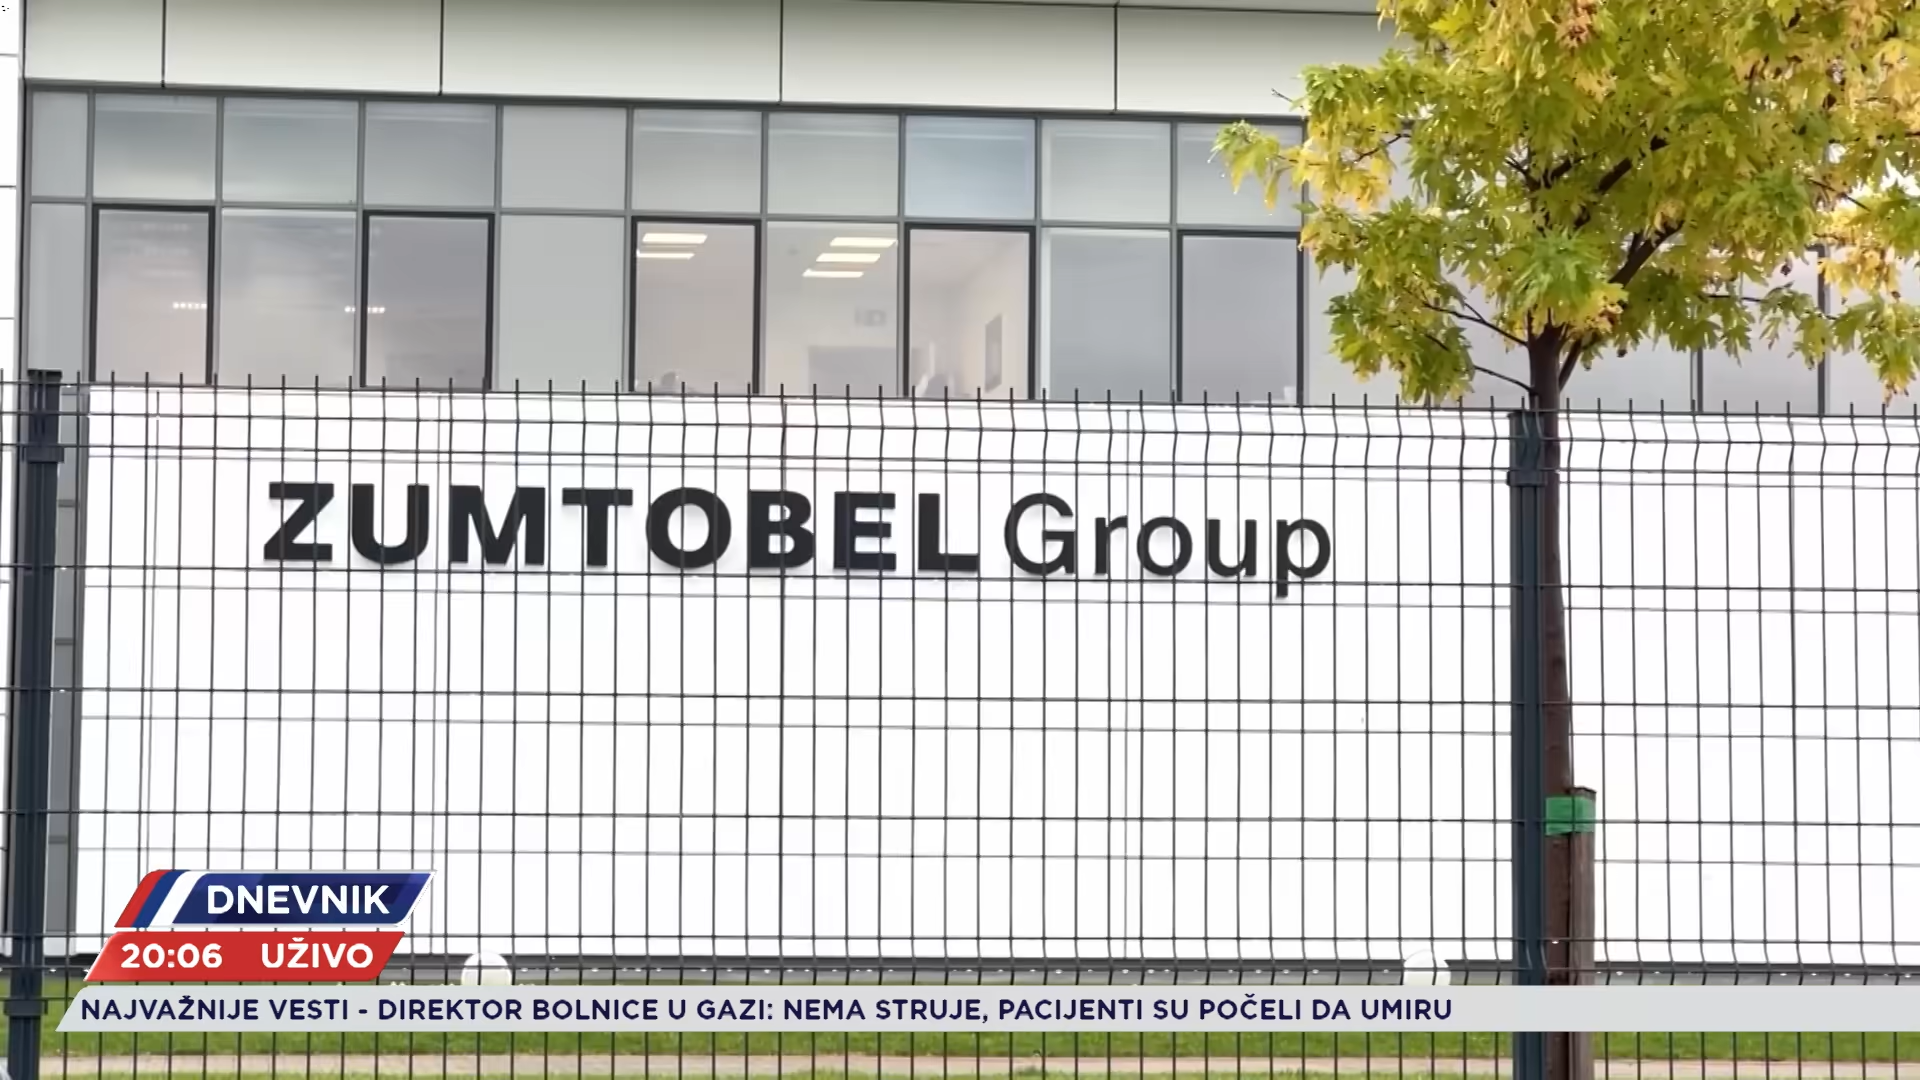 ZUMTOBEL Group
DNEVNIK
20:06 UŽIVO
NAJVAŽNIJE VESTI - DIREKTOR BOLNICE U GAZI: NEMA STRUJE, PACIJENTI SU POČELI DA UMIRU